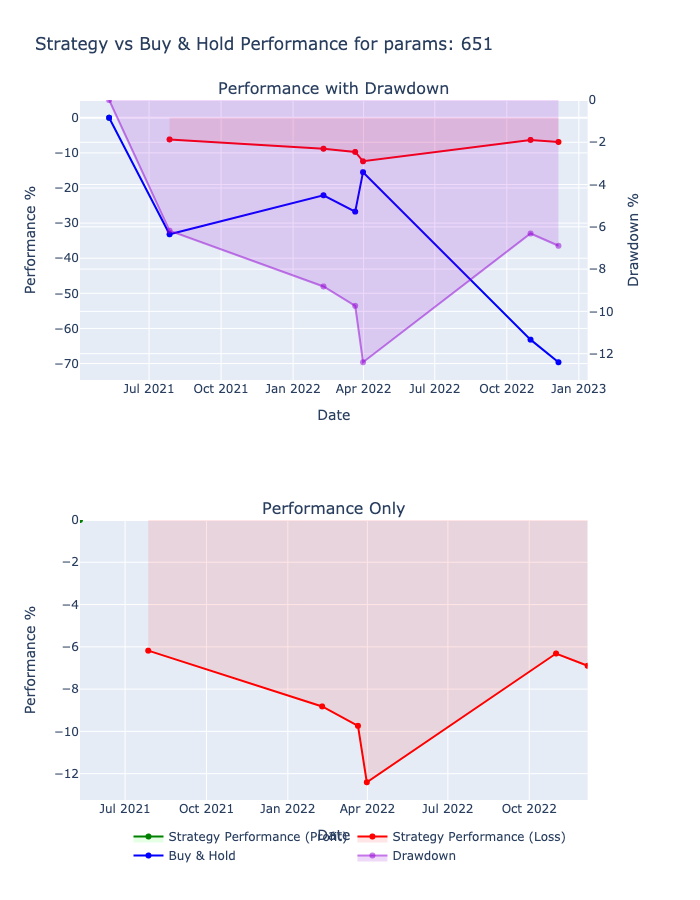 Strategy vs Buy & Hold Performance for params: 651
Performance with Drawdown
0
−10
−20
−30
−40
−50
−60
−70
Performance %
0
−2
−4
−6
−8
−10
−12
Drawdown %
Jul 2021 Oct 2021 Jan 2022 Apr 2022 Jul 2022 Oct 2022 Jan 2023
Date
Performance Only
0
−2
−4
−6
−8
−10
−12
Performance %
Jul 2021 Oct 2021 Jan 2022 Apr 2022 Jul 2022 Oct 2022
Date
Strategy Performance (Profit) Strategy Performance (Loss)
Buy & Hold Drawdown